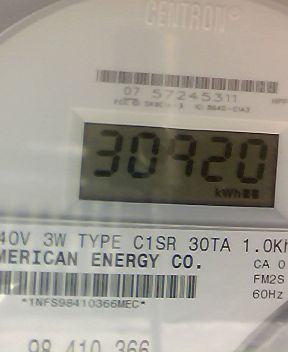 CENTRON®
07 57245311
30920
kWh
40V 3W TYPE C1SR 30TA 1.0Kh
MERICAN ENERGY CO.
CA 0
FM2S
60Hz
*1NFS98410366MEC*
98 410 366